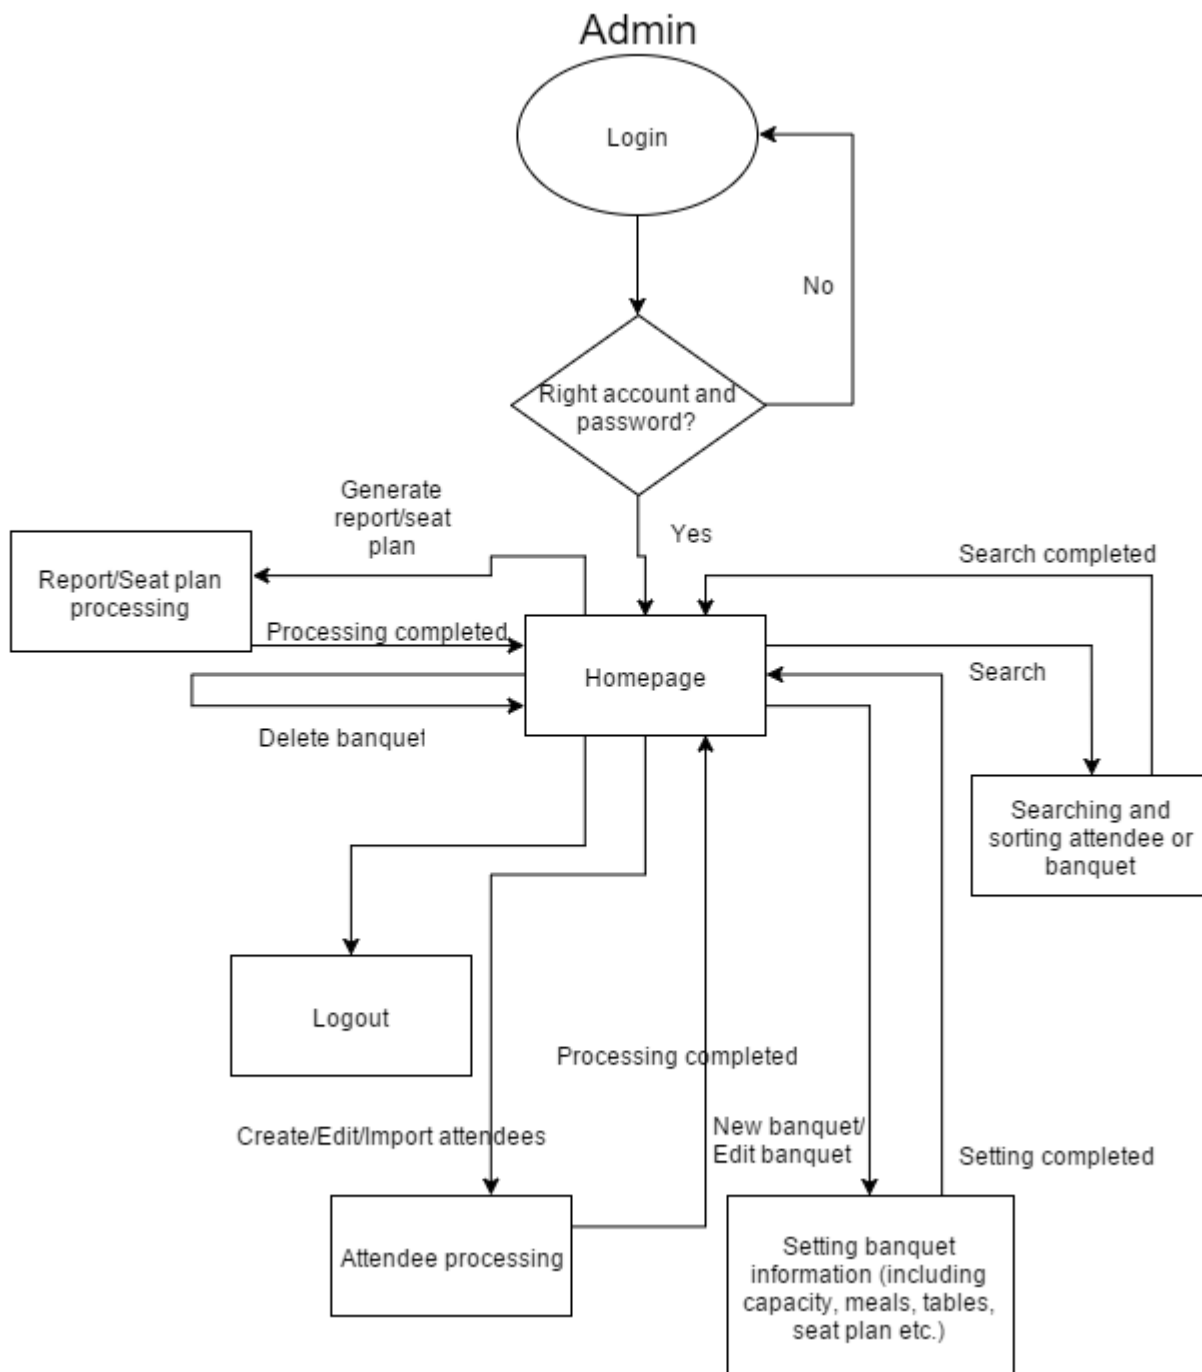 Admin
Login
No
Right account and
password?
Generate
report/seat
plan
Yes
Search completed
Report/Seat plan
processing
Processing completed
Homepage
Search
Delete banquet
Searching and
sorting attendee or
banquet
Logout
Processing completed
Create/Edit/Import attendees
New banquet/
Edit banquet
Setting completed
Attendee processing
Setting banquet
information (including
capacity, meals, tables,
seat plan etc.)